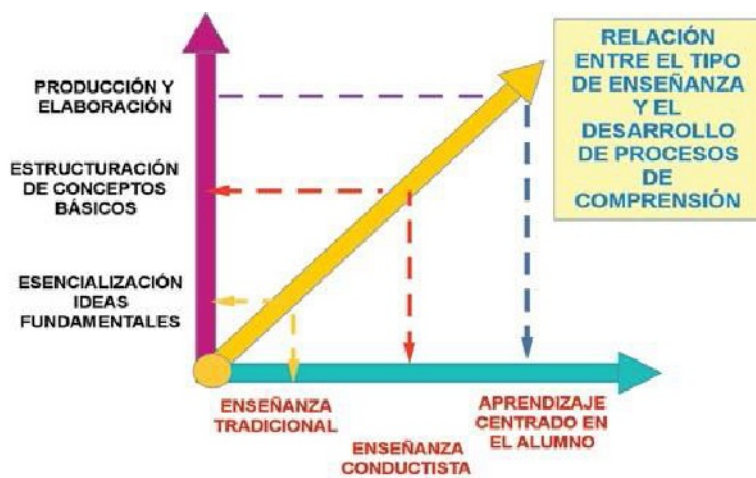 RELACIÓN
ENTRE EL TIPO
DE ENSEÑANZA
Y EL
DESARROLLO
DE PROCESOS
DE
COMPRENSIÓN
PRODUCCIÓN Y
ELABORACIÓN
ESTRUCTURACIÓN
DE CONCEPTOS
BÁSICOS
ESENCIALIZACIÓN
IDEAS
FUNDAMENTALES
ENSEÑANZA
TRADICIONAL
ENSEÑANZA
CONDUCTISTA
APRENDIZAJE
CENTRADO EN
EL ALUMNO